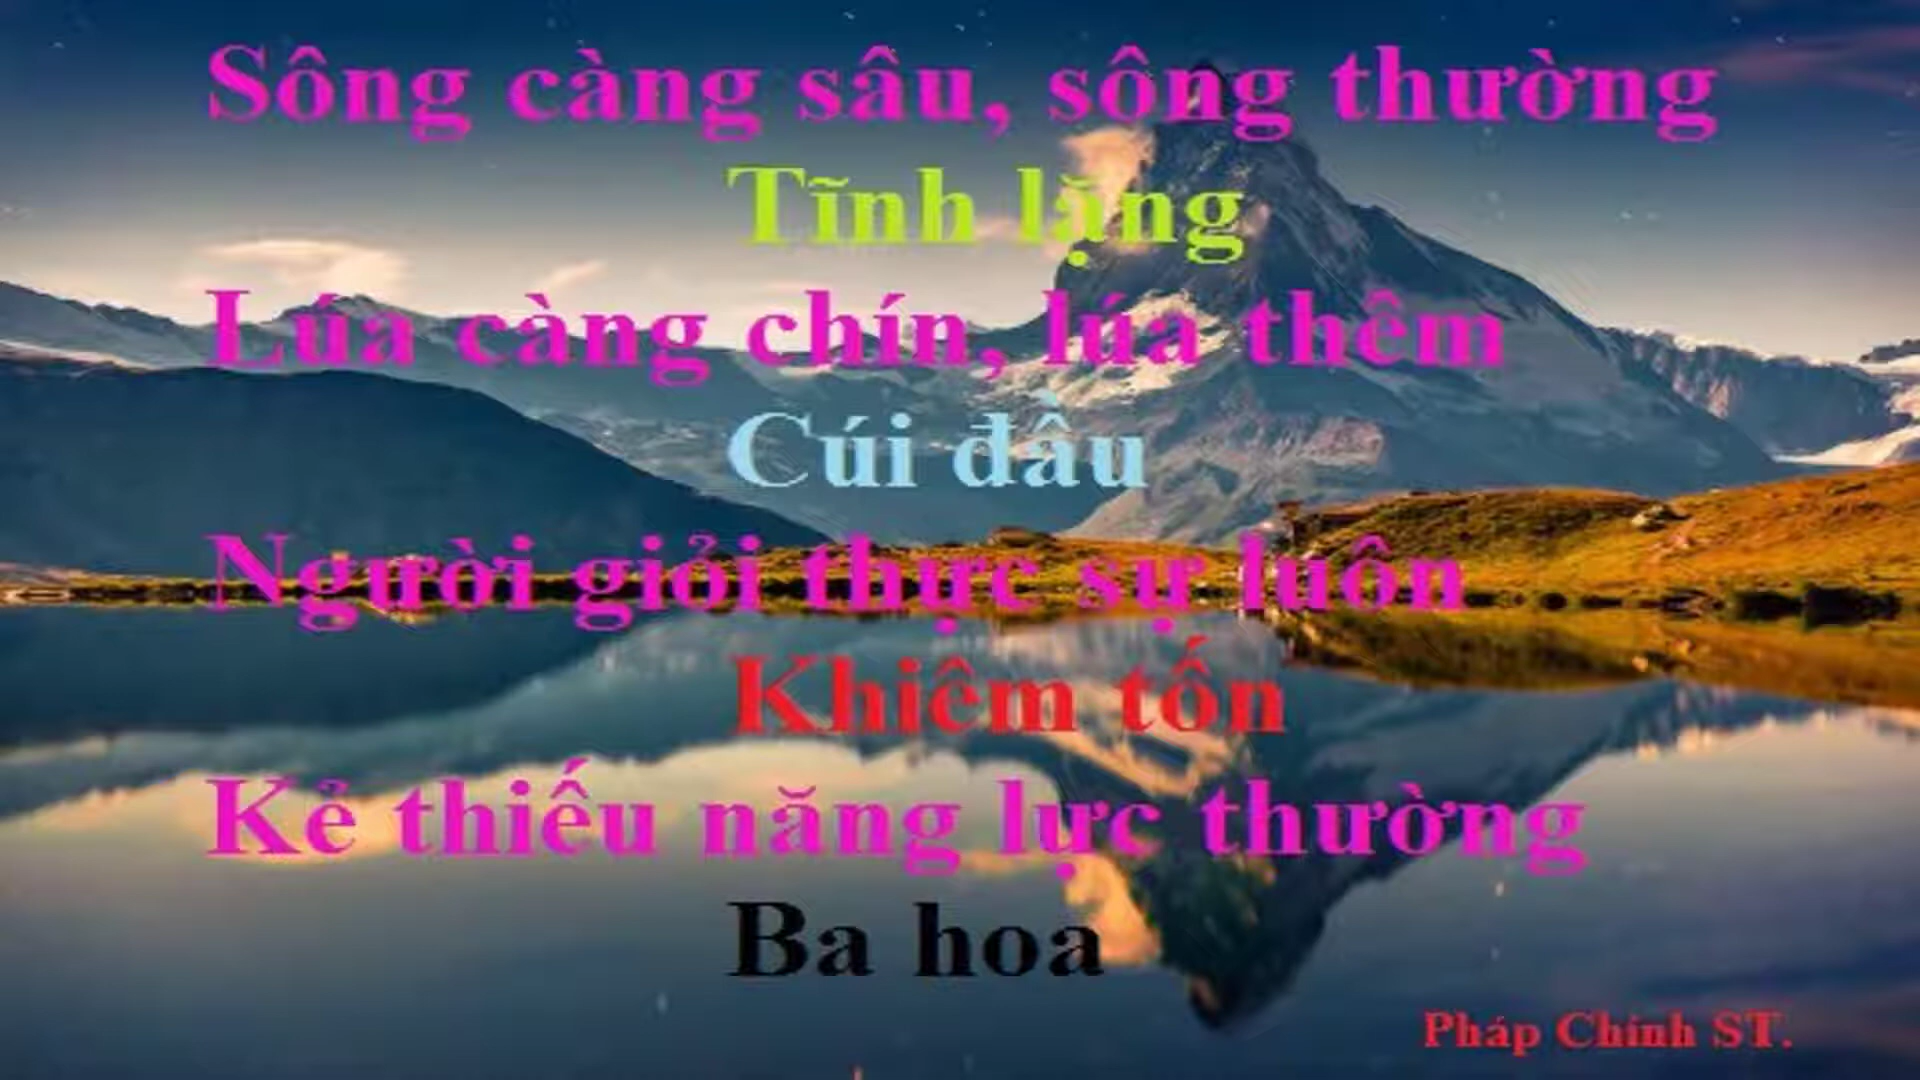 Sông càng sâu, sông thường
Tĩnh lặng
Lúa càng chín, lúa thêm
Cúi đầu
Người giỏi thực sự luôn
Khiêm tốn
Kẻ thiếu năng lực thường
Ba hoa
Pháp Chính ST.